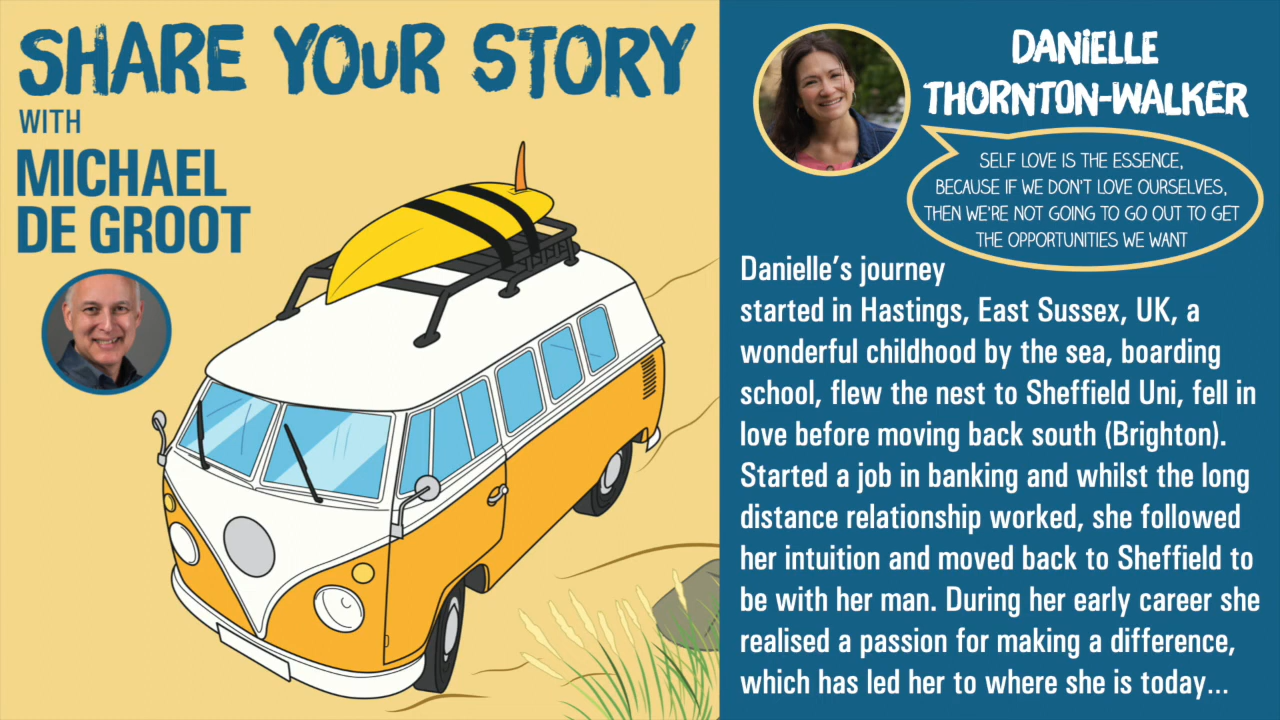 SHARE YOUR STORY
WITH
MICHAEL
DE GROOT
DANiELLE
THORNTON-WALKER
SELF LOVE IS THE ESSENCE,
BECAUSE IF WE DON'T LOVE OURSELVES,
THEN WE'RE NOT GOING TO GO OUT TO GET
THE OPPORTUNITIES WE WANT
Danielle's journey
started in Hastings, East Sussex, UK, a
wonderful childhood by the sea, boarding
school, flew the nest to Sheffield Uni, fell in
love before moving back south (Brighton).
Started a job in banking and whilst the long
distance relationship worked, she followed
her intuition and moved back to Sheffield to
be with her man. During her early career she
realised a passion for making a difference,
which has led her to where she is today...